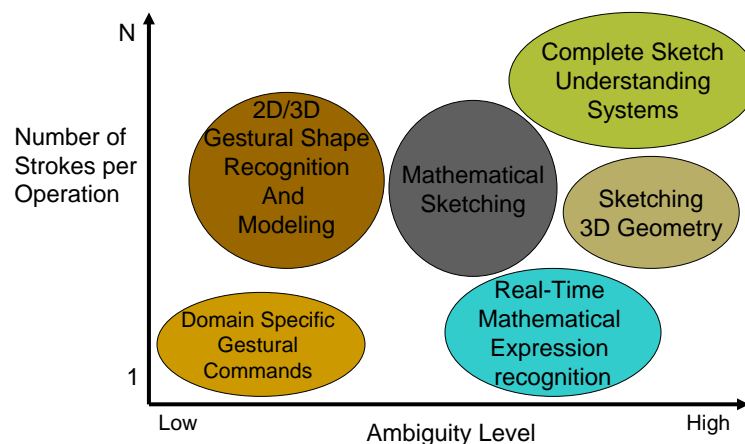 N
Number of
Strokes per
Operation
1
2D/3D
Gestural Shape
Recognition
And
Modeling
Mathematical
Sketching
Complete Sketch
Understanding
Systems
Sketching
3D Geometry
Domain Specific
Gestural
Commands
Real-Time
Mathematical
Expression
recognition
Low
Ambiguity Level
High